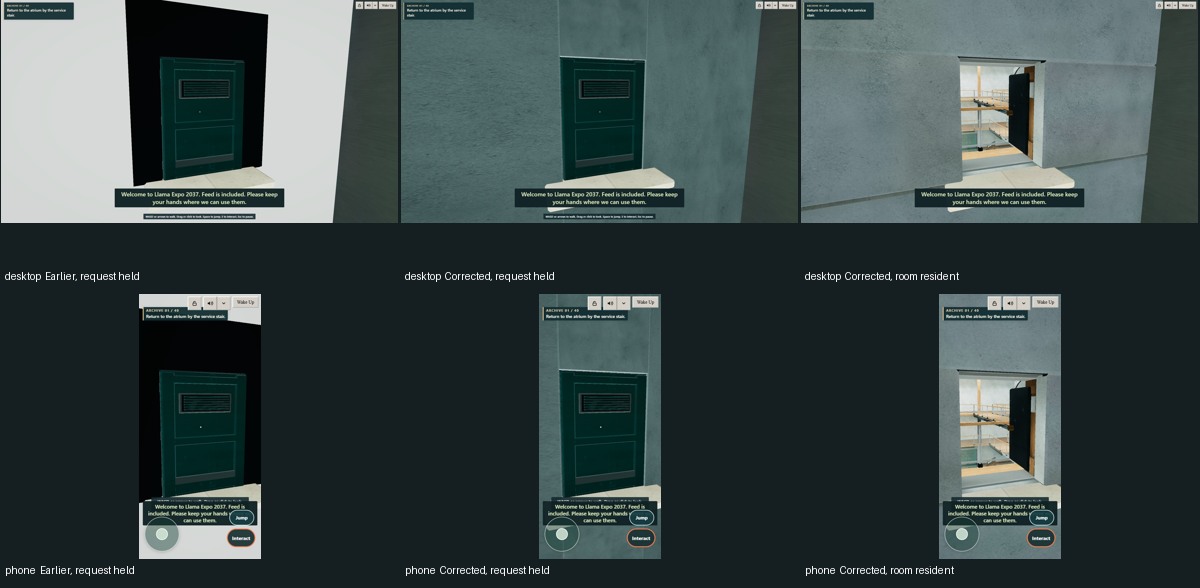 ARCHIVE 01 / 40
Return to the atrium by the service
stair.
Wake Up
Welcome to Llama Expo 2037. Feed is included. Please keep
your hands where we can use them.
ARCHIVE 01 / 40
Return to the atrium by the service
stair.
Wake Up
Welcome to Llama Expo 2037. Feed is included. Please keep
your hands where we can use them.
ARCHIVE 01 / 40
Return to the atrium by the service
stair.
Wake Up
Welcome to Llama Expo 2037. Feed is included. Please keep
your hands where we can use them.
desktop Earlier, request held
desktop Corrected, request held
desktop Corrected, room resident
Wake Up
Return to the atrium by the service stair.
Welcome to Llama Expo 2037. Feed is
included. Please keep your hands
can use them.
Jump
Interact
Wake Up
Return to the atrium by the service stair.
Welcome to Llama Expo 2037. Feed is
included. Please keep your hands
can use them.
Jump
Interact
Wake Up
Return to the atrium by the service stair.
Welcome to Llama Expo 2037. Feed is
included. Please keep your hands
can use them.
Jump
Interact
phone Earlier, request held
phone Corrected, request held
phone Corrected, room resident